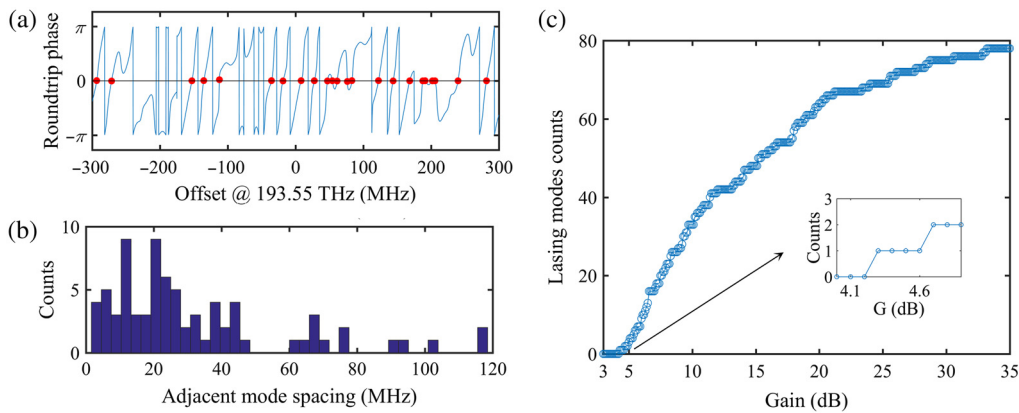 (a)
Roundtrip phase
π
0
−π
−300 −200 −100 0 100 200 300
Offset @ 193.55 THz (MHz)
(b)
Counts
10
5
0
0 20 40 60 80 100 120
Adjacent mode spacing (MHz)
(c)
Lasing modes counts
80
60
40
20
0
3 5 10 15 20 25 30 35
Gain (dB)
Counts
3
2
1
0
4.1 4.6
G (dB)